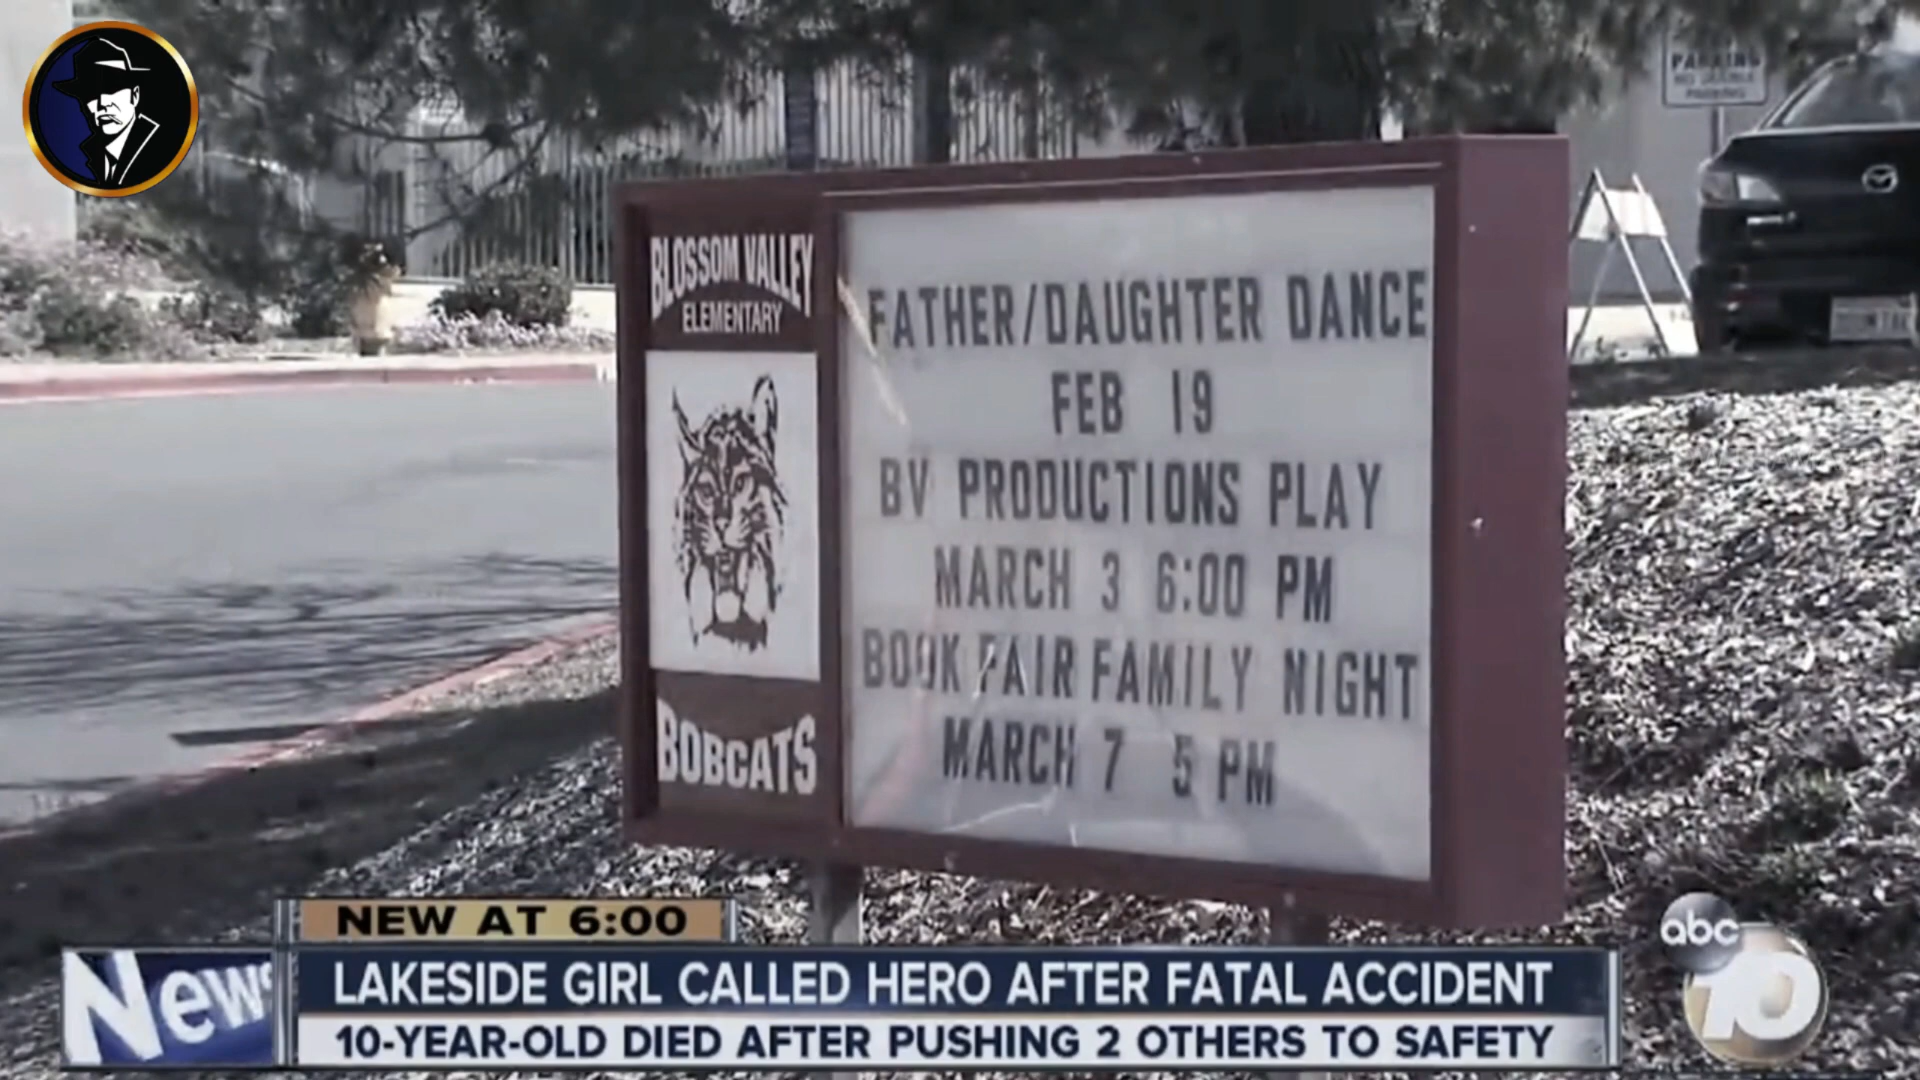 PARKING
BLOSSOM VALLEY
ELEMENTARY
BOBCATS
FATHER/DAUGHTER DANCE
FEB 19
BV PRODUCTIONS PLAY
MARCH 3 6:00 PM
BOOK FAIR FAMILY NIGHT
MARCH 7 5 PM
NEW AT 6:00
News
LAKESIDE GIRL CALLED HERO AFTER FATAL ACCIDENT
10-YEAR-OLD DIED AFTER PUSHING 2 OTHERS TO SAFETY
abc
10